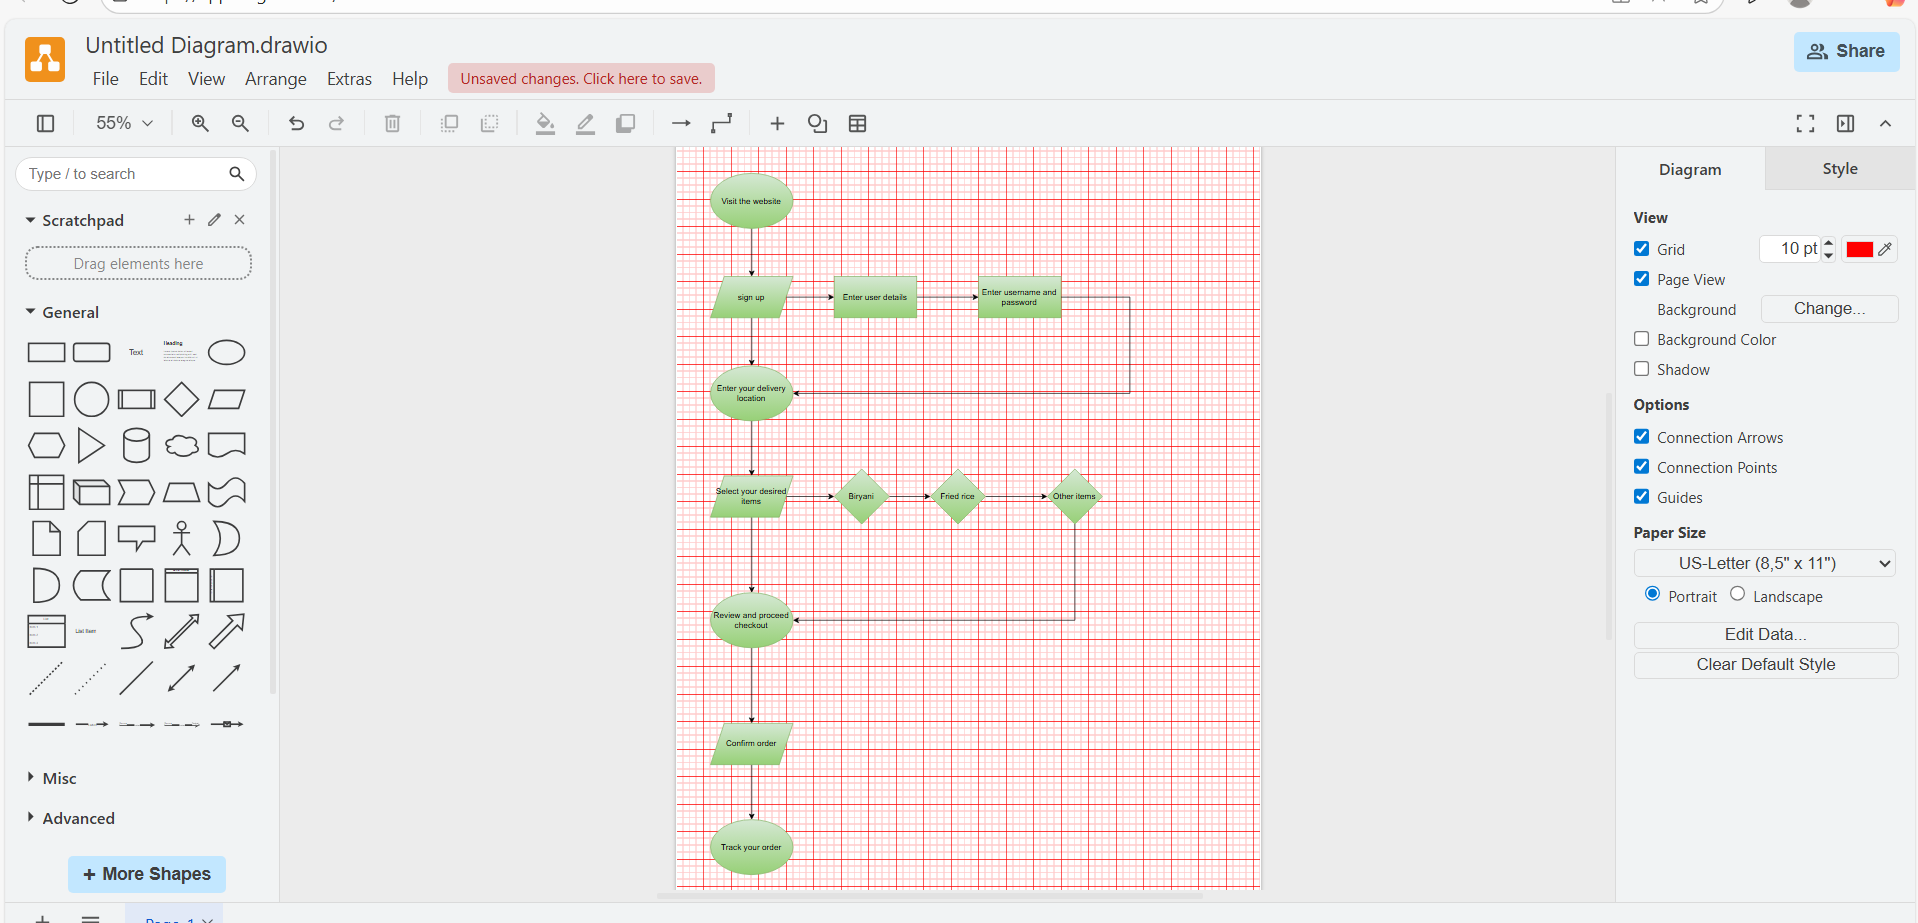 Untitled Diagram.drawio
Share
File Edit View Arrange Extras Help Unsaved changes. Click here to save.
55%
Type / to search
Scratchpad
Drag elements here
General
Text
Heading
List Item
Misc
Advanced
+ More Shapes
Page-1
Visit the website
sign up
Enter user details
Enter username and
password
Enter your delivery
location
Select your desired
items
Biryani
Fried rice
Other items
Review and proceed
checkout
Confirm order
Track your order
Diagram Style
View
Grid 10 pt
Page View
Background Change...
Background Color
Shadow
Options
Connection Arrows
Connection Points
Guides
Paper Size
US-Letter (8,5" x 11")
Portrait Landscape
Edit Data...
Clear Default Style